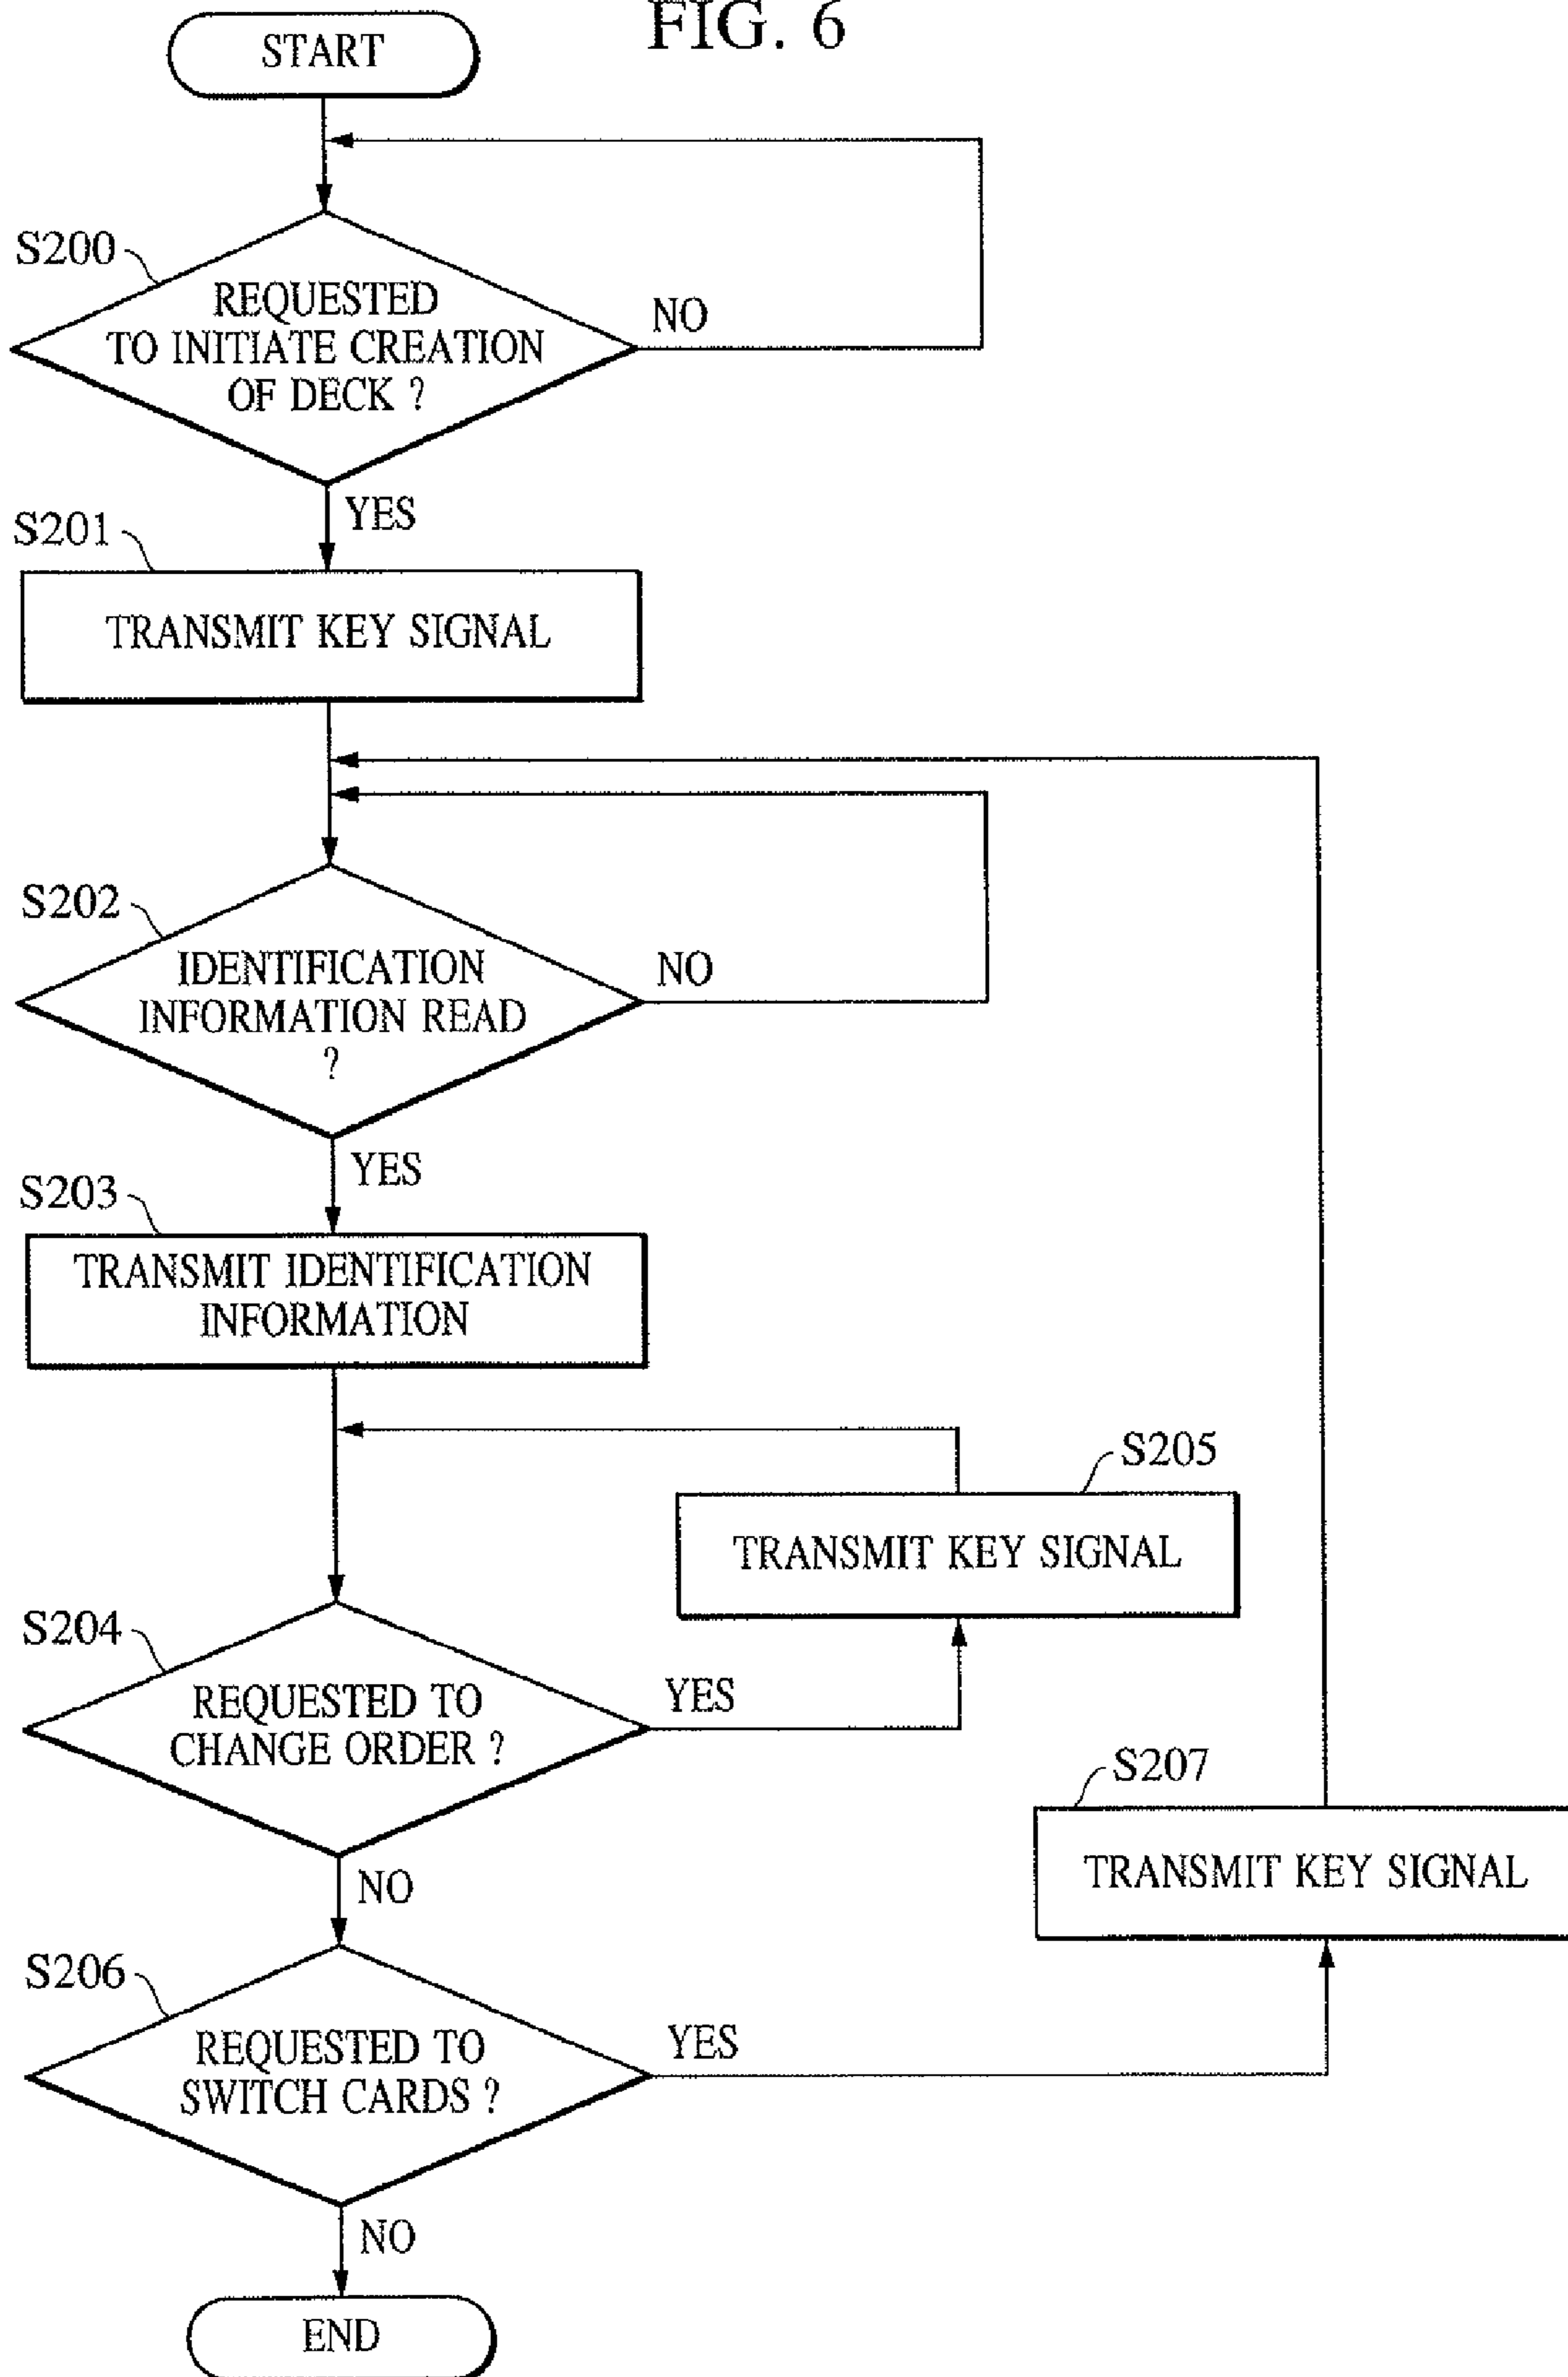 FIG. 6
START
S200
REQUESTED
TO INITIATE CREATION
OF DECK ?
NO
YES
S201
TRANSMIT KEY SIGNAL
S202
IDENTIFICATION
INFORMATION READ
?
NO
YES
S203
TRANSMIT IDENTIFICATION
INFORMATION
S205
TRANSMIT KEY SIGNAL
S204
REQUESTED TO
CHANGE ORDER ?
YES
S207
TRANSMIT KEY SIGNAL
NO
S206
REQUESTED TO
SWITCH CARDS ?
YES
NO
END